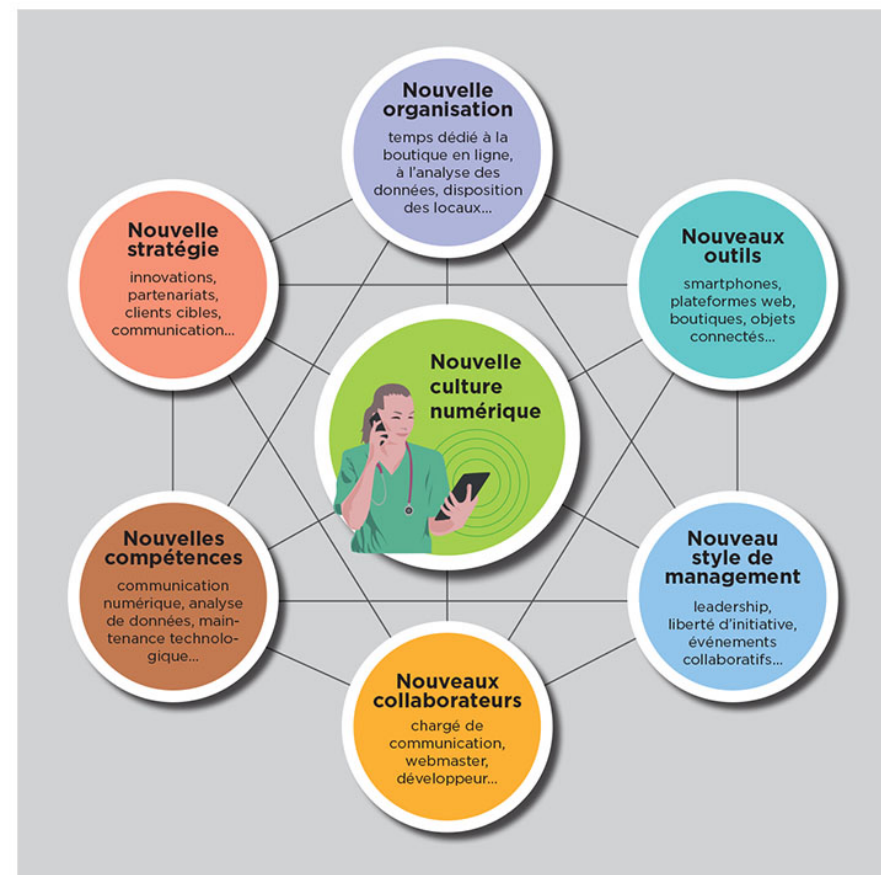 Nouvelle
organisation
temps dédié à la
boutique en ligne,
à l'analyse des
données, disposition
des locaux...
Nouvelle
stratégie
innovations,
partenariats,
clients cibles,
communication...
Nouveaux
outils
smartphones,
plateformes web,
boutiques, objets
connectés...
Nouvelle
culture
numérique
Nouvelles
compétences
communication
numérique, analyse
de données, main-
tenance technolo-
gique...
Nouveau
style de
management
leadership,
liberté d'initiative,
événements
collaboratifs...
Nouveaux
collaborateurs
chargé de
communication,
webmaster,
développeur...